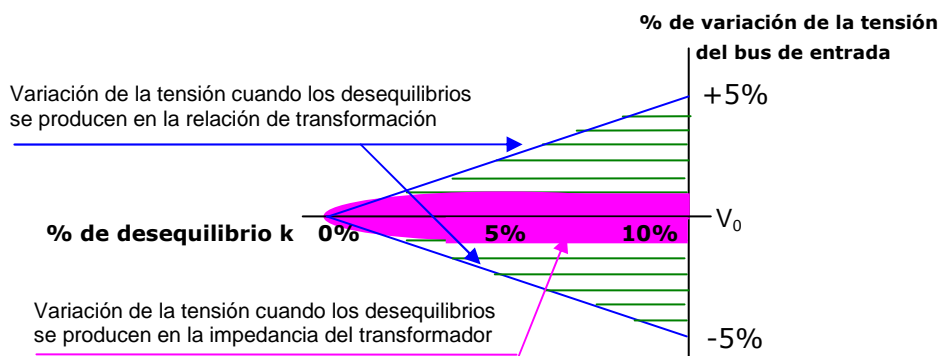 % de variación de la tensión
del bus de entrada
Variación de la tensión cuando los desequilibrios
se producen en la relación de transformación
+5%
V0
% de desequilibrio k 0% 5% 10%
Variación de la tensión cuando los desequilibrios
se producen en la impedancia del transformador
-5%